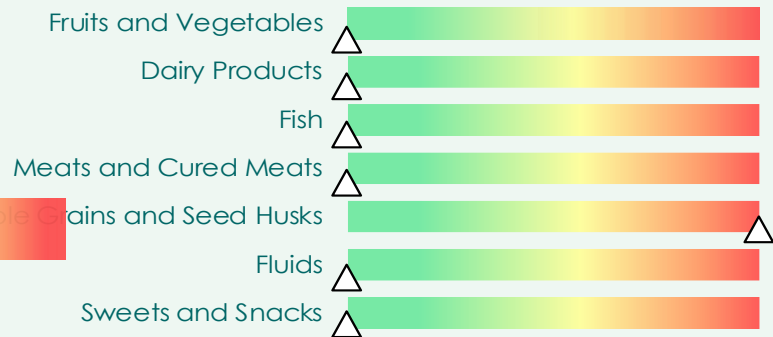 Fruits and Vegetables
Dairy Products
Fish
Meats and Cured Meats
Grains and Seed Husks
Fluids
Sweets and Snacks